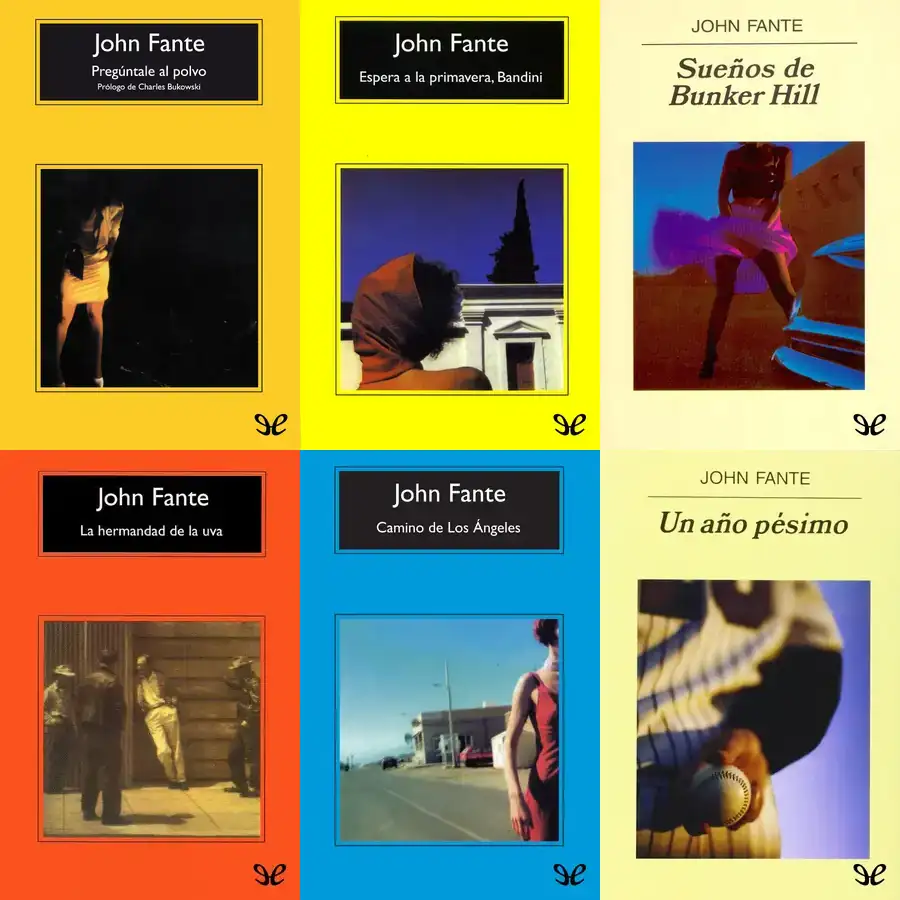 John Fante
Pregúntale al polvo
Prólogo de Charles Bukowski
John Fante
Espera a la primavera, Bandini
JOHN FANTE
Sueños de
Bunker Hill
John Fante
La hermandad de la uva
John Fante
Camino de Los Ángeles
JOHN FANTE
Un año pésimo